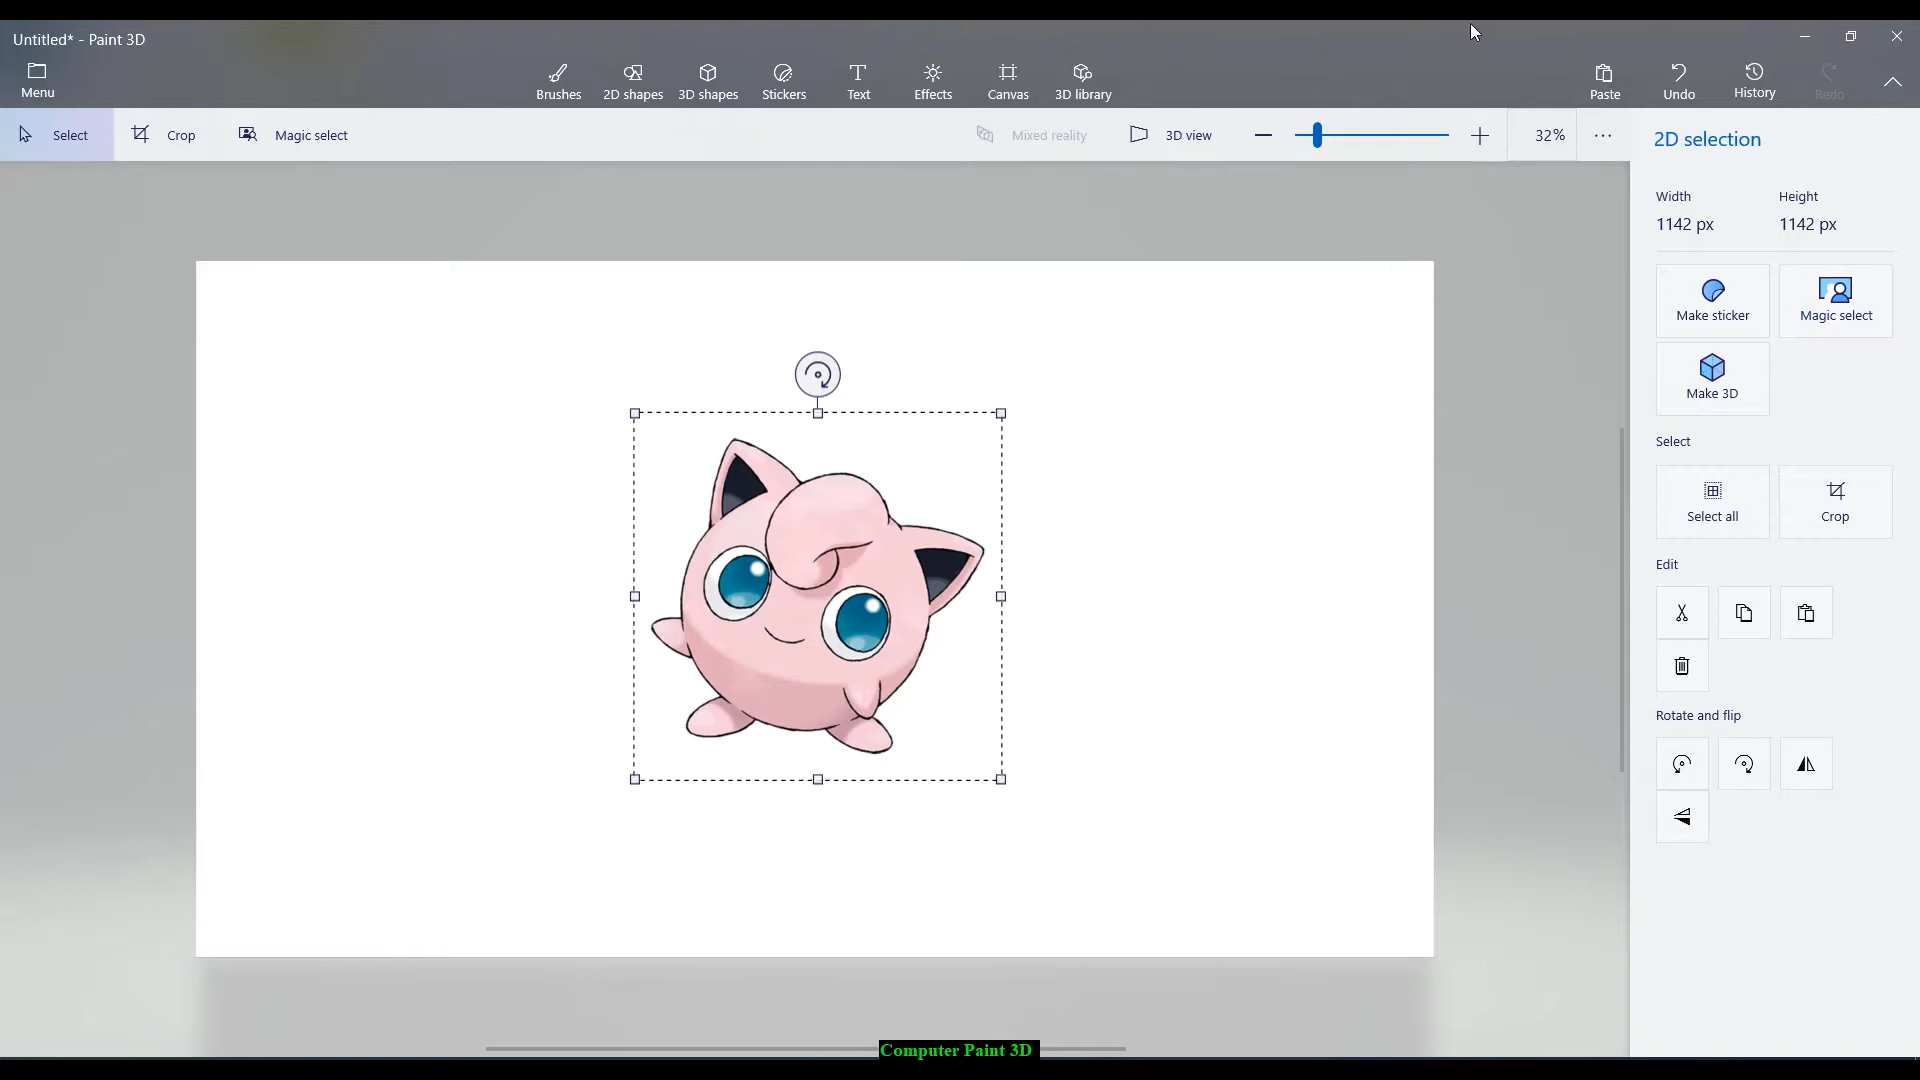 Untitled* - Paint 3D
Menu
Brushes
2D shapes
3D shapes
Stickers
Text
Effects
Canvas
3D library
Paste
Undo
History
Redo
Select
Crop
Magic select
Mixed reality
3D view
32%
2D selection
Width
Height
1142 px
1142 px
Make sticker
Magic select
Make 3D
Select
Select all
Crop
Edit
Rotate and flip
Computer Paint 3D